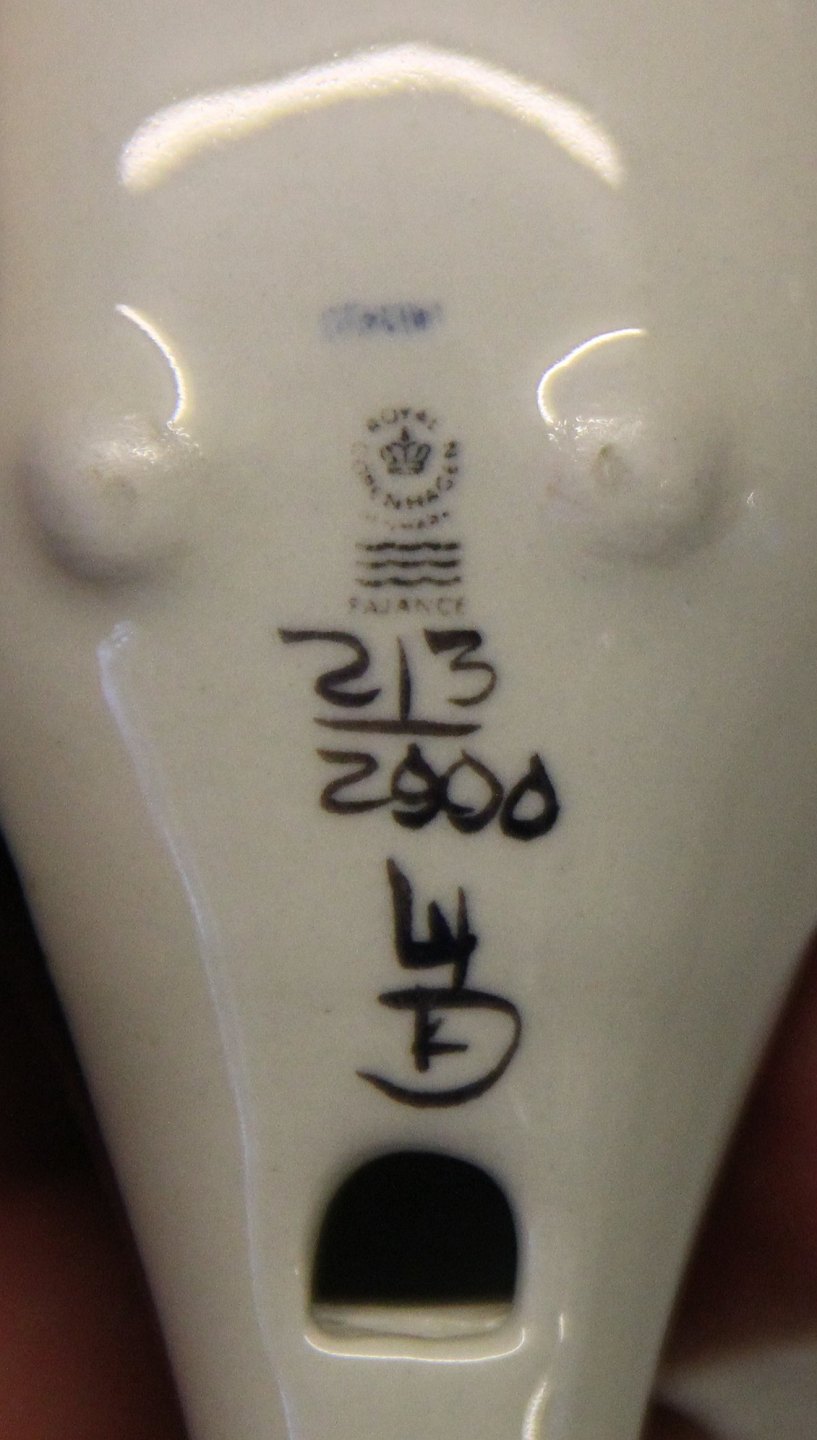 ROYAL
COPENHAGEN
DENMARK
FAJANCE
213
2900